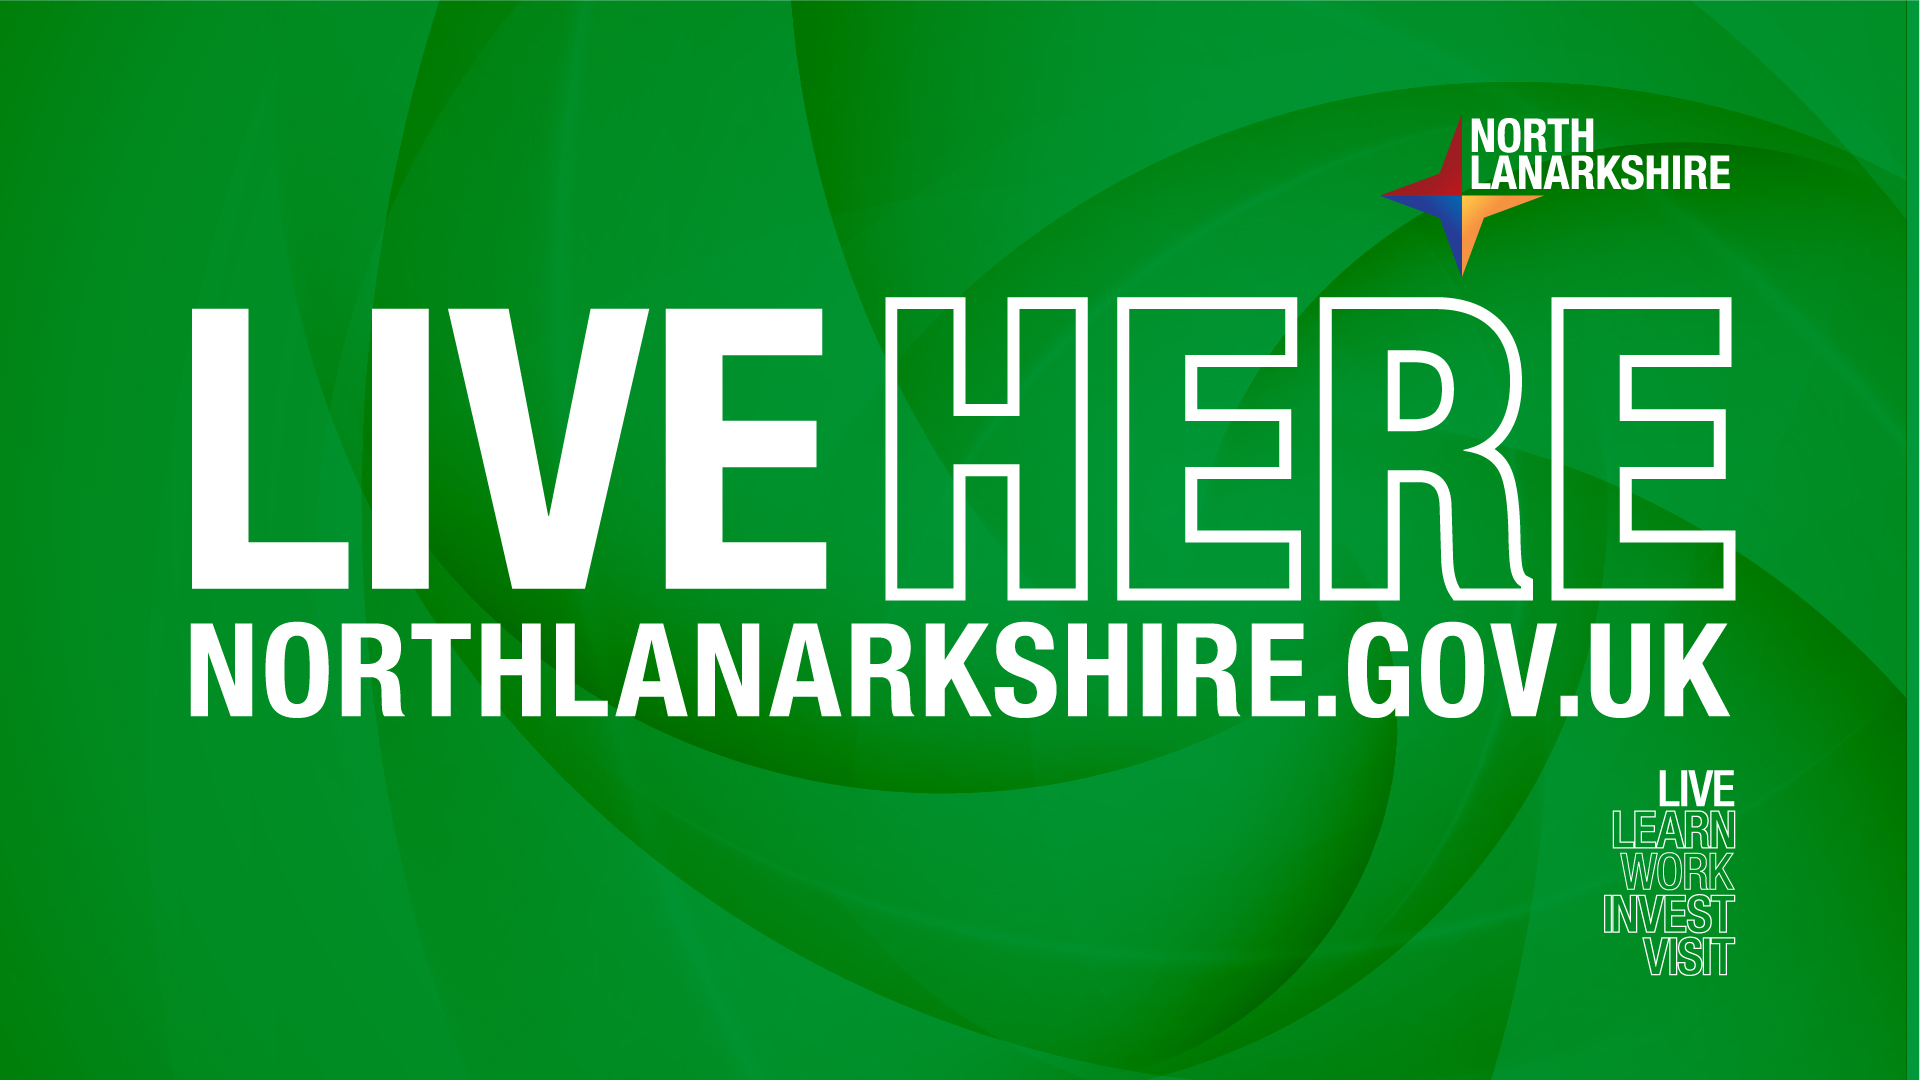 NORTH
LANARKSHIRE
LIVE HERE
NORTHLANARKSHIRE.GOV.UK
LIVE
LEARN
WORK
INVEST
VISIT